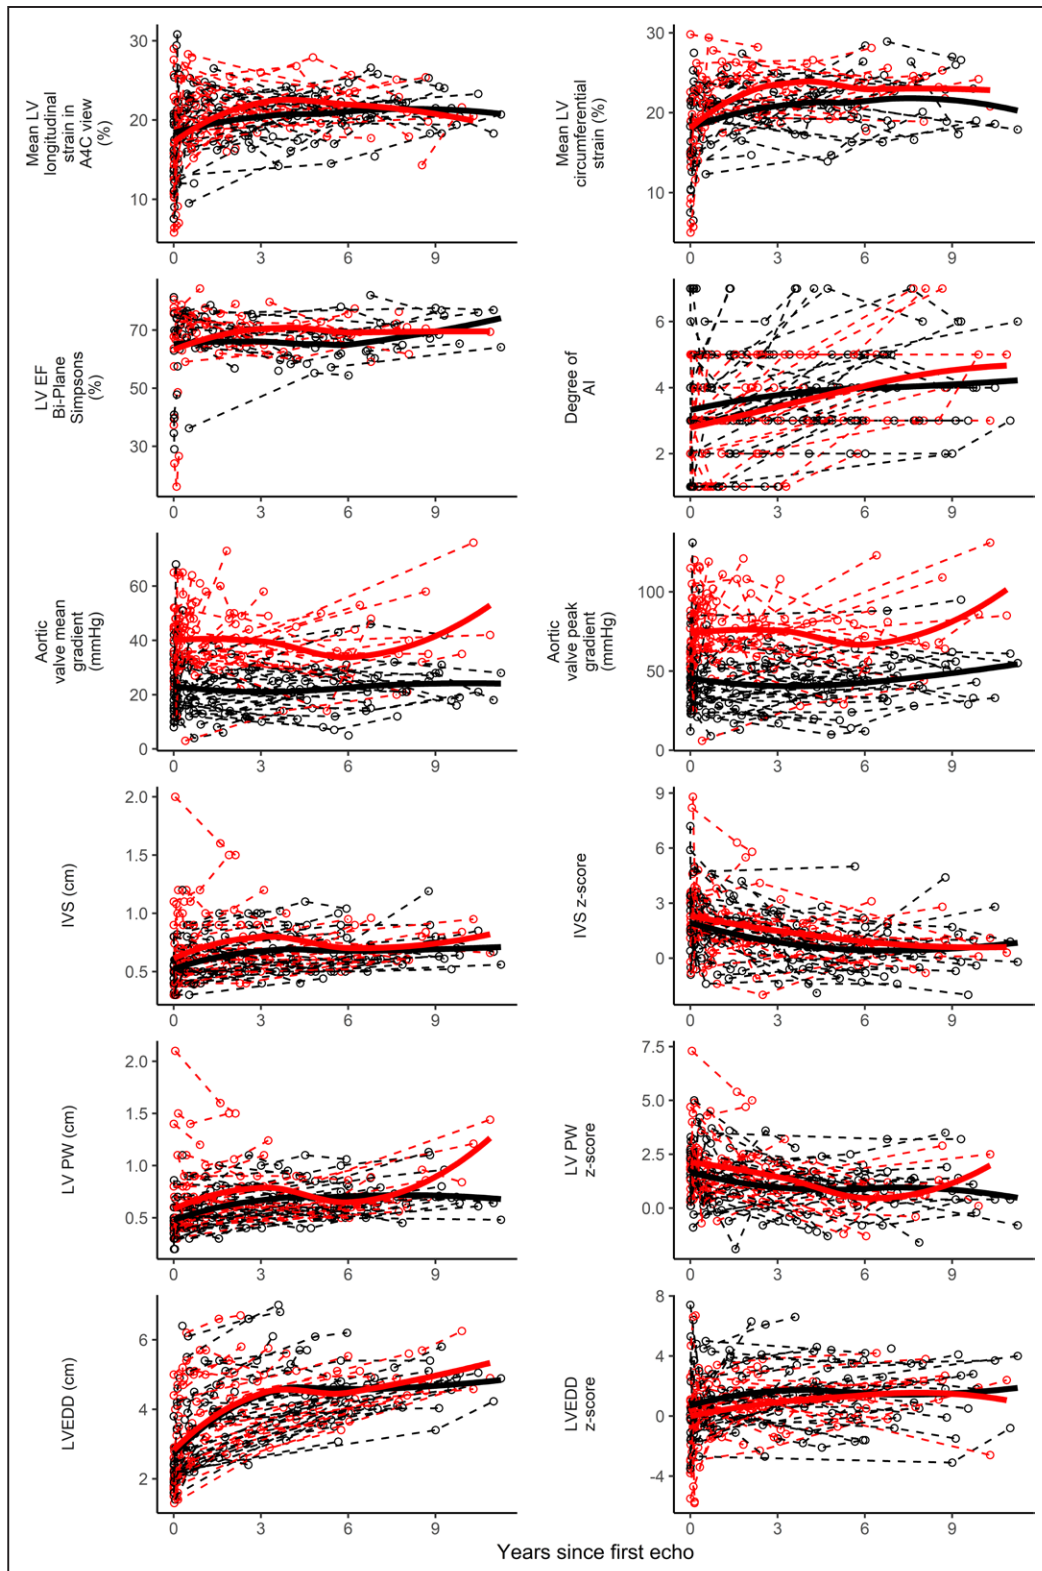 Mean LV
longitudinal
strain in
A4C view
(%)
30
20
10
0 3 6 9
Mean LV
circumferential
strain (%)
30
20
10
0 3 6 9
LV EF
Bi-Plane
Simpsons
(%)
70
50
30
0 3 6 9
Degree of
AI
6
4
2
0 3 6 9
Aortic
valve mean
gradient
(mmHg)
60
40
20
0
0 3 6 9
Aortic
valve peak
gradient
(mmHg)
100
50
0
0 3 6 9
IVS (cm)
2.0
1.5
1.0
0.5
0 3 6 9
IVS z-score
9
6
3
0
0 3 6 9
LV PW (cm)
2.0
1.5
1.0
0.5
0 3 6 9
LV PW
z-score
7.5
5.0
2.5
0.0
0 3 6 9
LVEDD (cm)
6
4
2
0 3 6 9
LVEDD
z-score
8
4
0
-4
0 3 6 9
Years since first echo